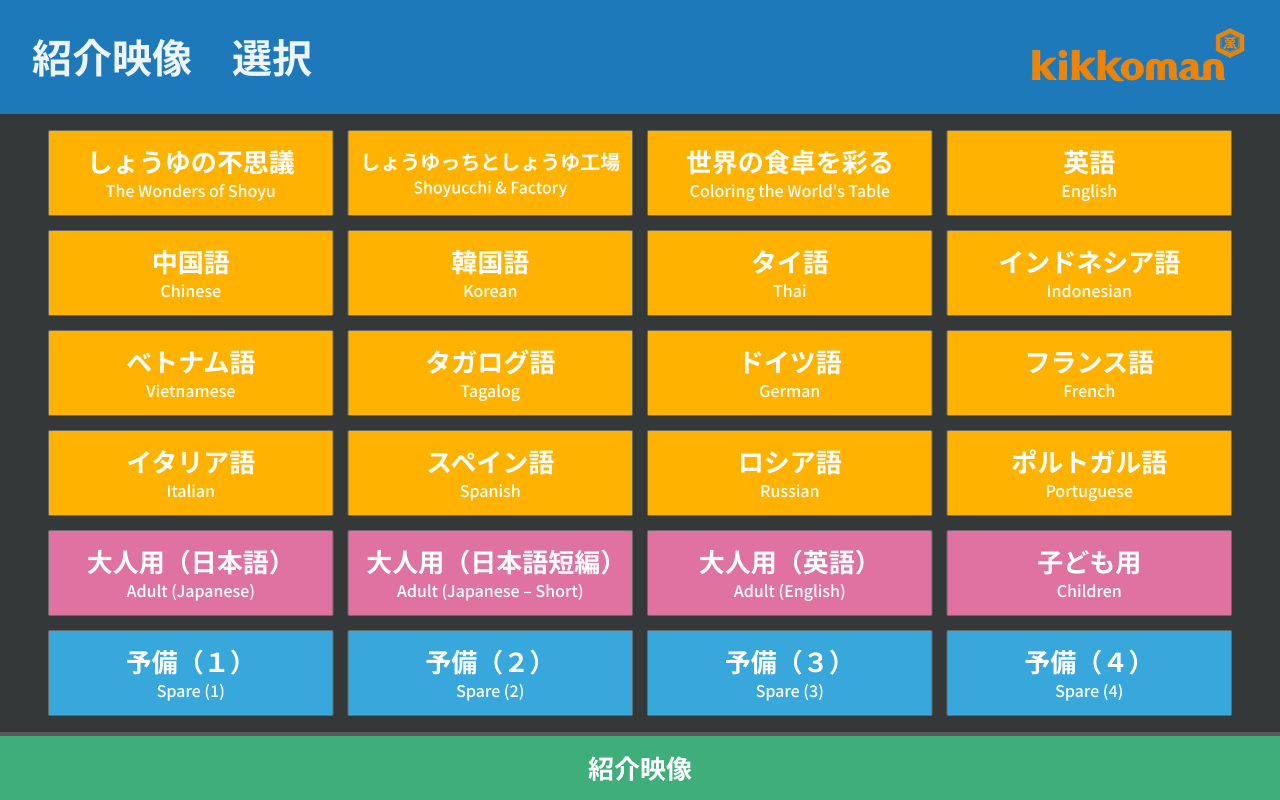 紹介映像　選択
kikkoman
しょうゆの不思議
The Wonders of Shoyu
しょうゆっちとしょうゆ工場
Shoyucchi & Factory
世界の食卓を彩る
Coloring the World's Table
英語
English
中国語
Chinese
韓国語
Korean
タイ語
Thai
インドネシア語
Indonesian
ベトナム語
Vietnamese
タガログ語
Tagalog
ドイツ語
German
フランス語
French
イタリア語
Italian
スペイン語
Spanish
ロシア語
Russian
ポルトガル語
Portuguese
大人用（日本語）
Adult (Japanese)
大人用（日本語短編）
Adult (Japanese – Short)
大人用（英語）
Adult (English)
子ども用
Children
予備（１）
Spare (1)
予備（２）
Spare (2)
予備（３）
Spare (3)
予備（４）
Spare (4)
紹介映像